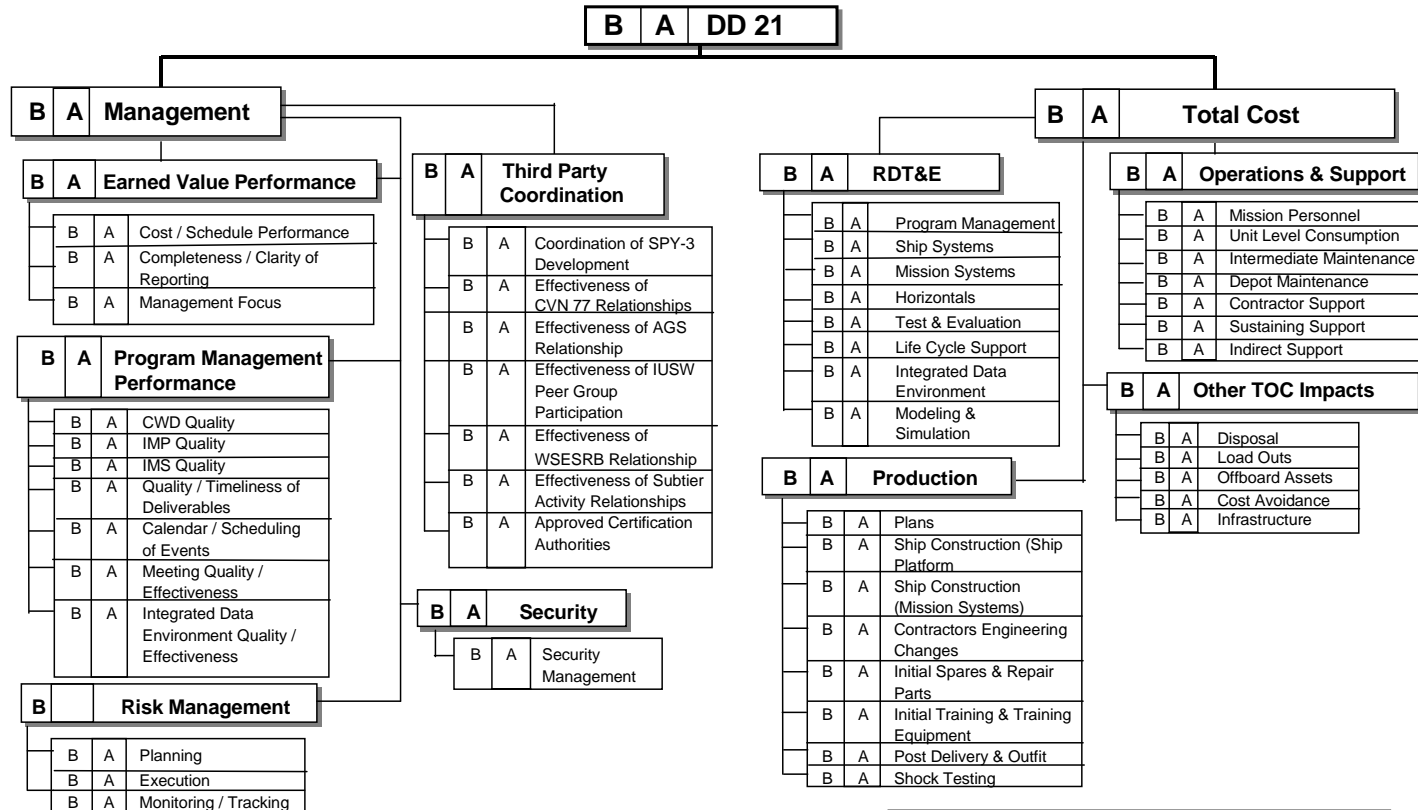 B A DD 21
B A Management
B A Earned Value Performance
B A Cost / Schedule Performance
B A Completeness / Clarity of
Reporting
B A Management Focus
B A Program Management
Performance
B A CWD Quality
B A IMP Quality
B A IMS Quality
B A Quality / Timeliness of
Deliverables
B A Calendar / Scheduling
of Events
B A Meeting Quality /
Effectiveness
B A Integrated Data
Environment Quality /
Effectiveness
B Risk Management
B A Planning
B A Execution
B A Monitoring / Tracking
B A Third Party
Coordination
B A Coordination of SPY-3
Development
B A Effectiveness of
CVN 77 Relationships
B A Effectiveness of AGS
Relationship
B A Effectiveness of IUSW
Peer Group
Participation
B A Effectiveness of
WSESRB Relationship
B A Effectiveness of Subtier
Activity Relationships
B A Approved Certification
Authorities
B A Security
B A Security
Management
B A Total Cost
B A RDT&E
B A Program Management
B A Ship Systems
B A Mission Systems
B A Horizontals
B A Test & Evaluation
B A Life Cycle Support
B A Integrated Data
Environment
B A Modeling &
Simulation
B A Production
B A Plans
B A Ship Construction (Ship
Platform
B A Ship Construction
(Mission Systems)
B A Contractors Engineering
Changes
B A Initial Spares & Repair
Parts
B A Initial Training & Training
Equipment
B A Post Delivery & Outfit
B A Shock Testing
B A Operations & Support
B A Mission Personnel
B A Unit Level Consumption
B A Intermediate Maintenance
B A Depot Maintenance
B A Contractor Support
B A Sustaining Support
B A Indirect Support
B A Other TOC Impacts
B A Disposal
B A Load Outs
B A Offboard Assets
B A Cost Avoidance
B A Infrastructure